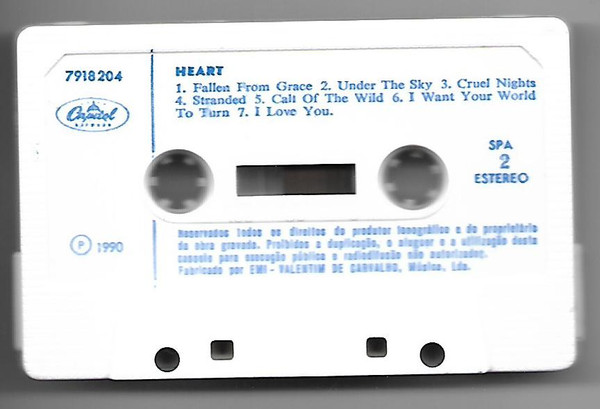 7918204
Capitol
RECORDS
HEART
1. Fallen From Grace 2. Under The Sky 3. Cruel Nights
4. Stranded 5. Call Of The Wild 6. I Want Your World
To Turn 7. I Love You.
SPA
2
ESTEREO
℗ 1990
Reservados todos os direitos do produtor fonográfico e do proprietário
da obra gravada. Proibidos a duplicação, o aluguer e a utilização desta
cassete para execução pública e radiodifusão não autorizados.
Fabricado por EMI - VALENTIM DE CARVALHO, Música, Lda.